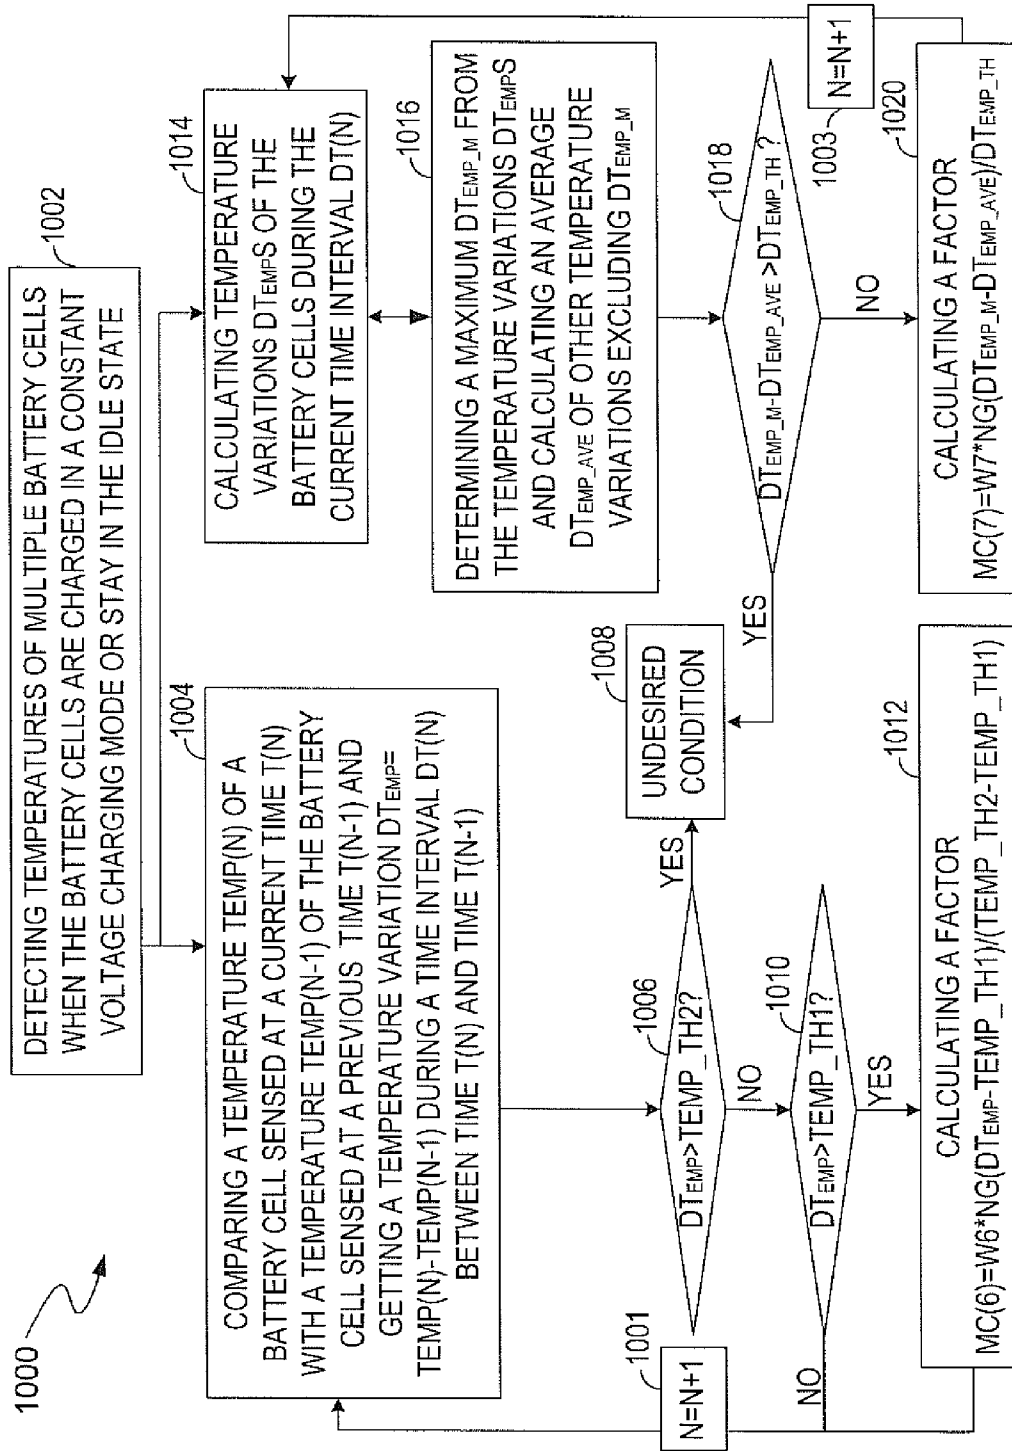 1000
1002
DETECTING TEMPERATURES OF MULTIPLE BATTERY CELLS
WHEN THE BATTERY CELLS ARE CHARGED IN A CONSTANT
VOLTAGE CHARGING MODE OR STAY IN THE IDLE STATE
1004
COMPARING A TEMPERATURE TEMP(N) OF A
BATTERY CELL SENSED AT A CURRENT TIME T(N)
WITH A TEMPERATURE TEMP(N-1) OF THE BATTERY
CELL SENSED AT A PREVIOUS TIME T(N-1) AND
GETTING A TEMPERATURE VARIATION DTEMP=
TEMP(N)-TEMP(N-1) DURING A TIME INTERVAL DT(N)
BETWEEN TIME T(N) AND TIME T(N-1)
1006
DTEMP>TEMP_TH2?
YES
NO
1008
UNDESIRED
CONDITION
1010
DTEMP>TEMP_TH1?
YES
NO
1001
N=N+1
1012
CALCULATING A FACTOR
MC(6)=W6*NG(DTEMP-TEMP_TH1)/(TEMP_TH2-TEMP_TH1)
1014
CALCULATING TEMPERATURE
VARIATIONS DTEMPS OF THE
BATTERY CELLS DURING THE
CURRENT TIME INTERVAL DT(N)
1016
DETERMINING A MAXIMUM DTEMP_M FROM
THE TEMPERATURE VARIATIONS DTEMPS
AND CALCULATING AN AVERAGE
DTEMP_AVE OF OTHER TEMPERATURE
VARIATIONS EXCLUDING DTEMP_M
1018
DTEMP_M-DTEMP_AVE >DTEMP_TH ?
YES
NO
1003
N=N+1
1020
CALCULATING A FACTOR
MC(7)=W7*NG(DTEMP_M-DTEMP_AVE)/DTEMP_TH